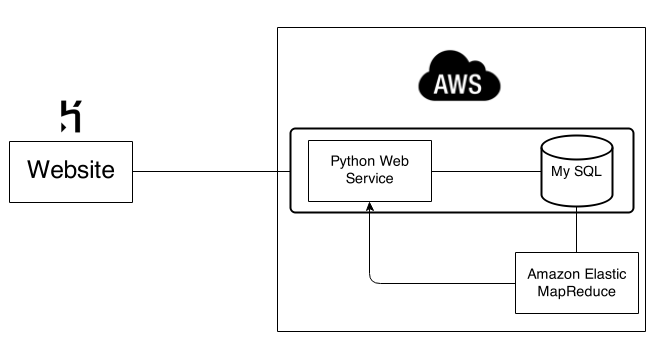 AWS
Website
Python Web
Service
My SQL
Amazon Elastic
MapReduce